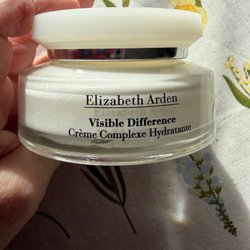 Elizabeth Arden
Visible Difference
Crème Complexe Hydratante